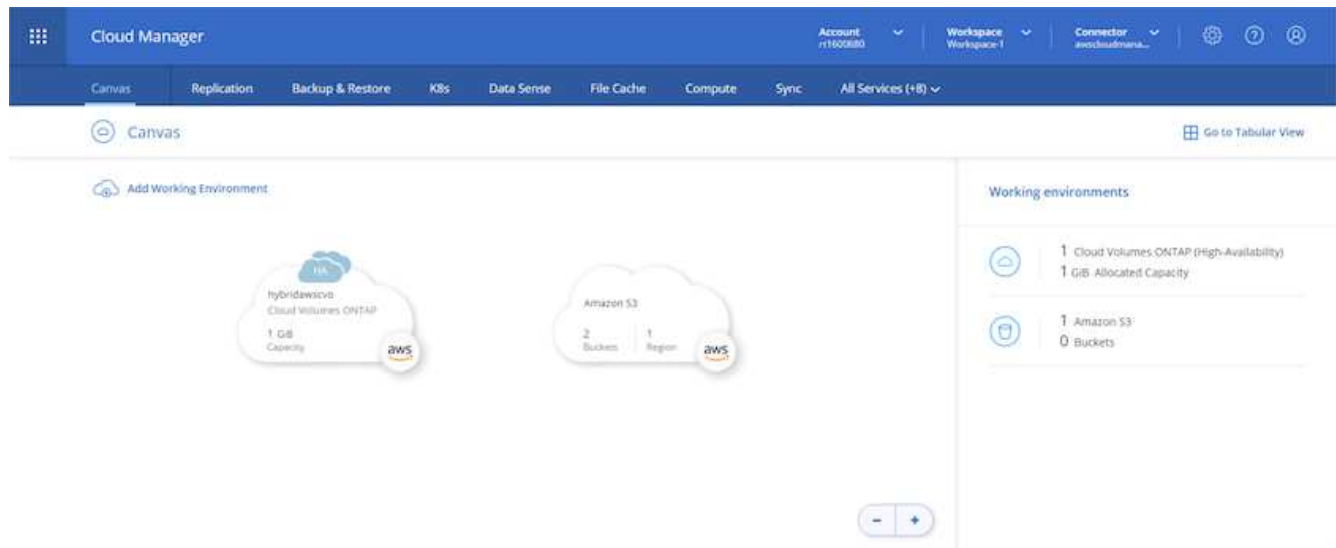 Cloud Manager
Account
rt1600680
Workspace
Workspace-1
Connector
awscloudmana...
Canvas
Replication
Backup & Restore
K8s
Data Sense
File Cache
Compute
Sync
All Services (+8)
Canvas
Go to Tabular View
Add Working Environment
HA
hybridawscvo
Cloud Volumes ONTAP
1 GiB
Capacity
aws
Amazon S3
2
Buckets
1
Region
aws
Working environments
1 Cloud Volumes ONTAP (High-Availability)
1 GiB Allocated Capacity
1 Amazon S3
0 Buckets